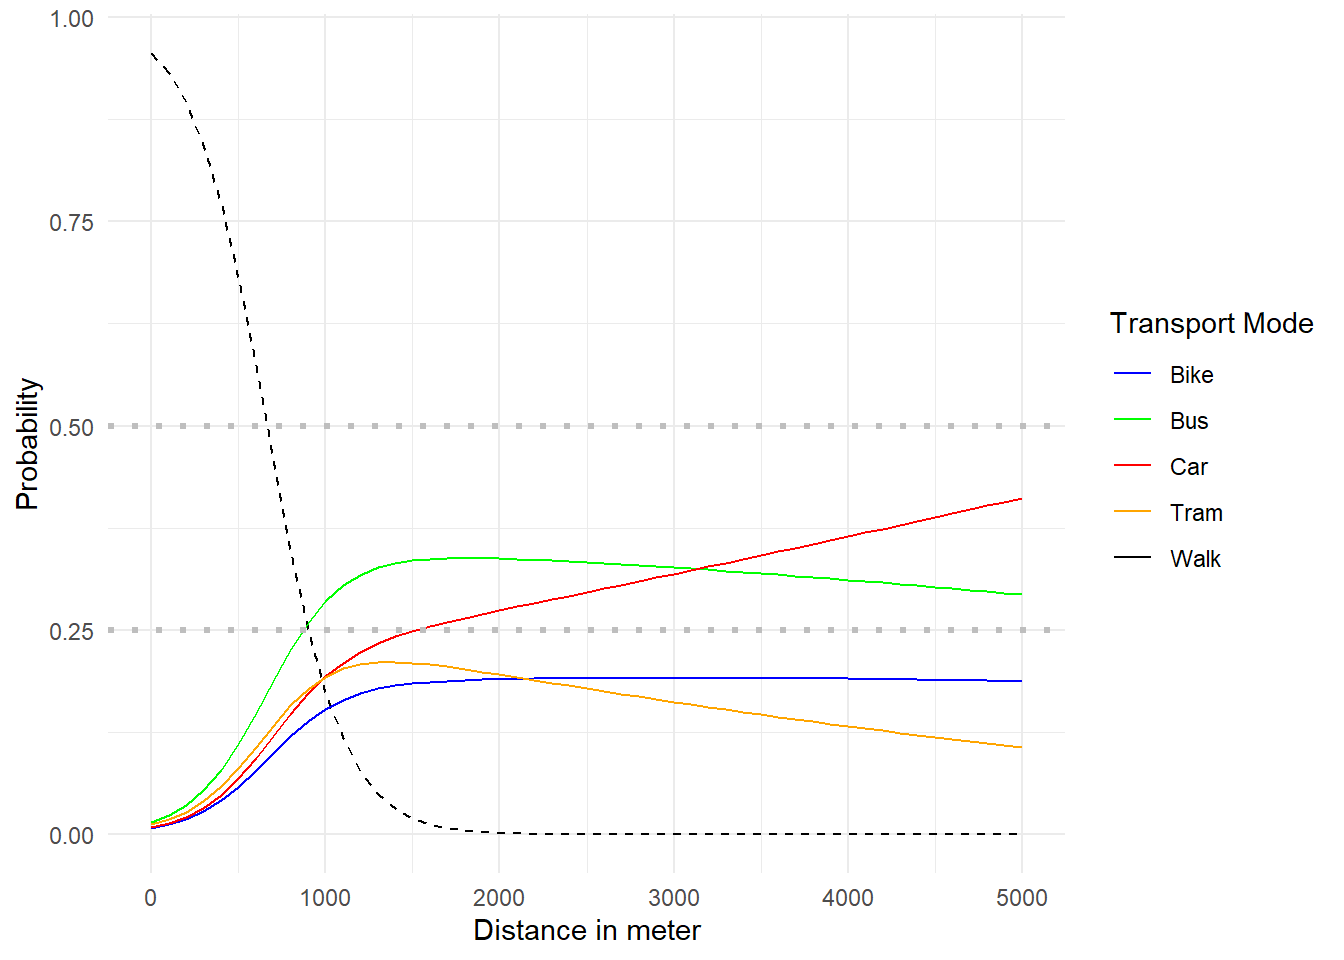 1.00
0.75
0.50
0.25
0.00
Probability
0
1000
2000
3000
4000
5000
Distance in meter
Transport Mode
Bike
Bus
Car
Tram
Walk